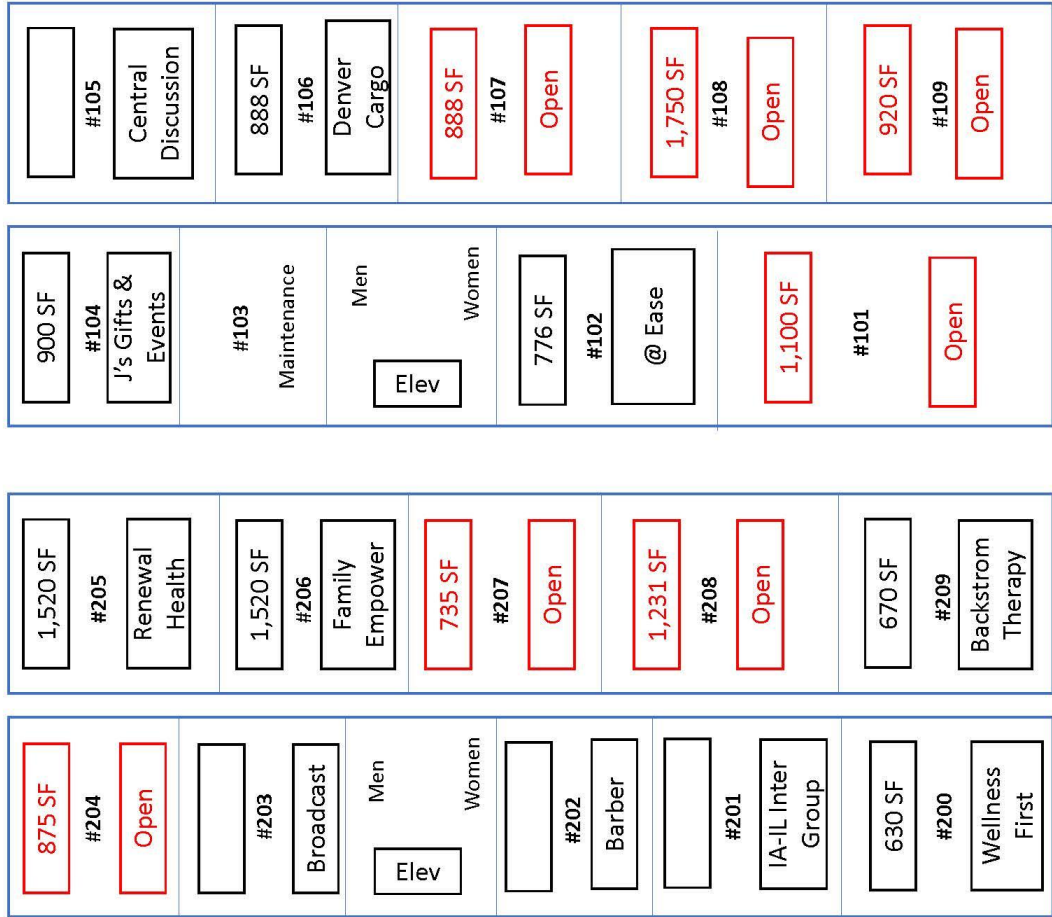 #105
Central
Discussion
888 SF
#106
Denver
Cargo
888 SF
#107
Open
1,750 SF
#108
Open
920 SF
#109
Open
900 SF
#104
J's Gifts &
Events
#103
Maintenance
Men
Women
Elev
776 SF
#102
@ Ease
1,100 SF
#101
Open
1,520 SF
#205
Renewal
Health
1,520 SF
#206
Family
Empower
735 SF
#207
Open
1,231 SF
#208
Open
670 SF
#209
Backstrom
Therapy
875 SF
#204
Open
#203
Broadcast
Men
Women
Elev
#202
Barber
#201
IA-IL Inter
Group
630 SF
#200
Wellness
First